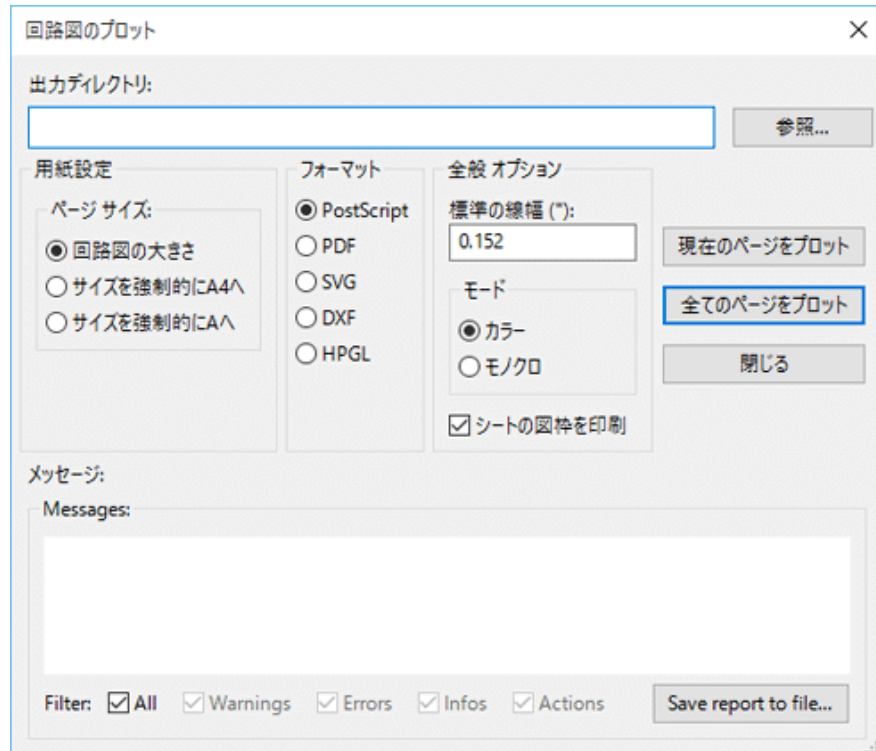 回路図のプロット
出力ディレクトリ:
参照...
用紙設定
ページ サイズ:
回路図の大きさ
サイズを強制的にA4へ
サイズを強制的にAへ
フォーマット
PostScript
PDF
SVG
DXF
HPGL
全般 オプション
標準の線幅 ("):
0.152
モード
カラー
モノクロ
シートの図枠を印刷
現在のページをプロット
全てのページをプロット
閉じる
メッセージ:
Messages:
Filter: All Warnings Errors Infos Actions Save report to file...